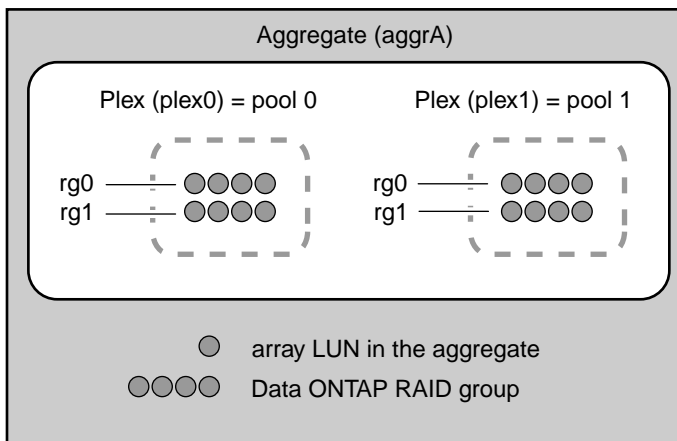 Aggregate (aggrA)
Plex (plex0) = pool 0
Plex (plex1) = pool 1
rg0
rg1
rg0
rg1
array LUN in the aggregate
Data ONTAP RAID group